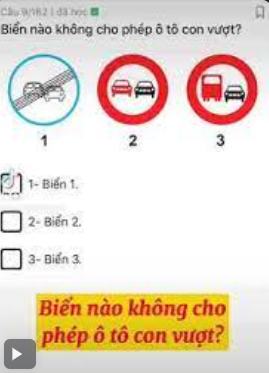 Câu 9/162 | đã học
Biển nào không cho phép ô tô con vượt?
1 2 3
1- Biển 1.
2- Biển 2.
3- Biển 3.
Biển nào không cho
phép ô tô con vượt?